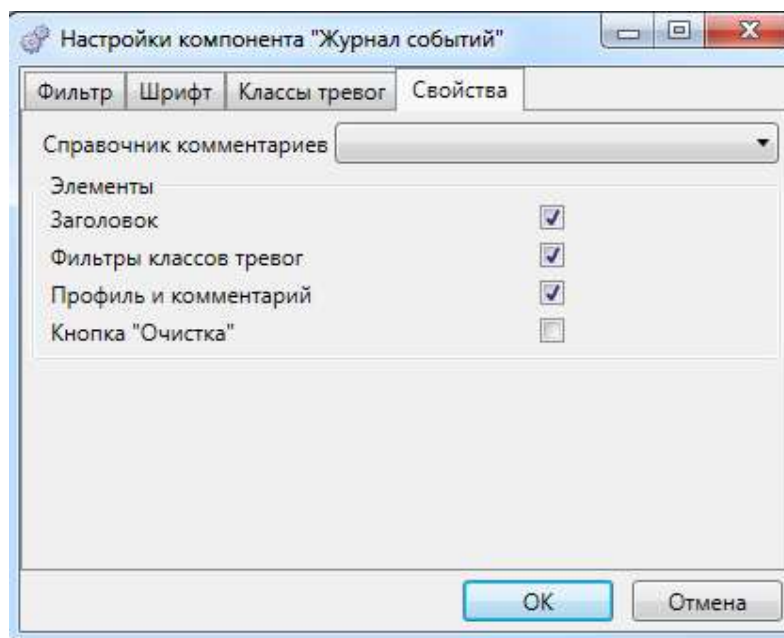 Настройки компонента "Журнал событий"
Фильтр Шрифт Классы тревог Свойства
Справочник комментариев
Элементы
Заголовок
Фильтры классов тревог
Профиль и комментарий
Кнопка "Очистка"
OK Отмена